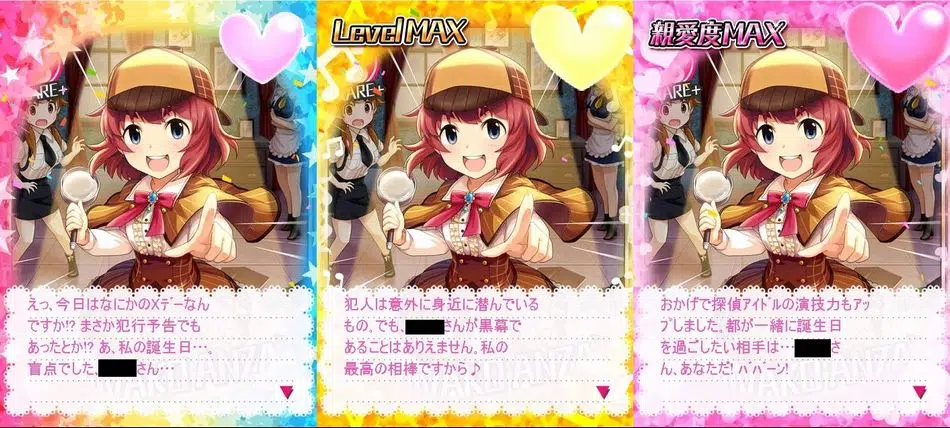 ARE+
えっ、今日はなにかのXデーなん
ですか!? まさか犯行予告でも
あったとか!? あ、私の誕生日…。
盲点でした、さん…
Level MAX
ARE+
犯人は意外に身近に潜んでいる
もの。でも、さんが黒幕で
あることはありえません。私の
最高の相棒ですから♪
親愛度MAX
ARE+
おかげで探偵アイドルの演技力もアッ
プしました。都が一緒に誕生日
を過ごしたい相手は…さ
ん、あなただ! ババーン!